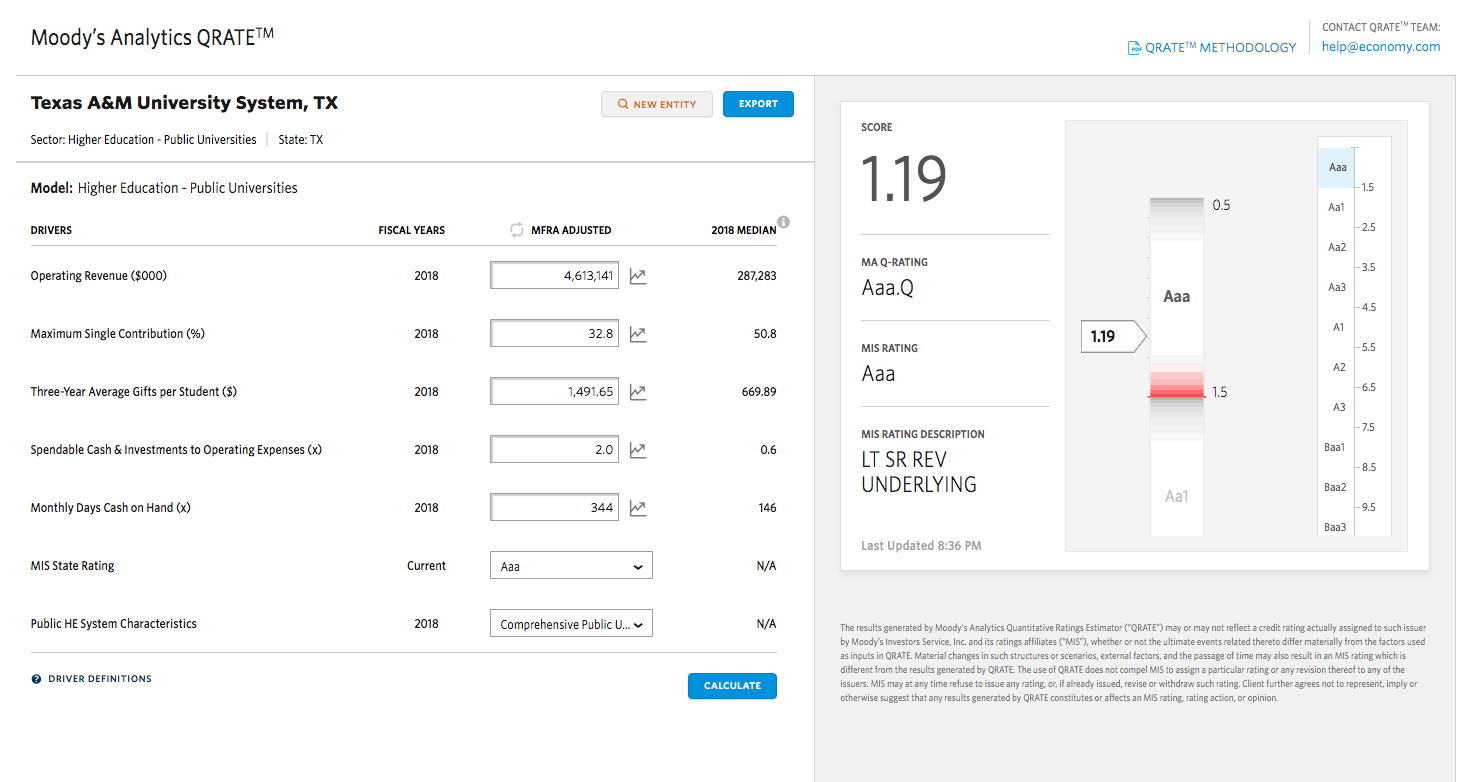 Moody's Analytics QRATE™
QRATE™ METHODOLOGY
CONTACT QRATE™ TEAM:
help@economy.com
Texas A&M University System, TX
NEW ENTITY
EXPORT
Sector: Higher Education - Public Universities
State: TX
Model: Higher Education - Public Universities
DRIVERS FISCAL YEARS MFRA ADJUSTED 2018 MEDIAN
Operating Revenue ($000) 2018 4,613,141 287,283
Maximum Single Contribution (%) 2018 32.8 50.8
Three-Year Average Gifts per Student ($) 2018 1,491.65 669.89
Spendable Cash & Investments to Operating Expenses (x) 2018 2.0 0.6
Monthly Days Cash on Hand (x) 2018 344 146
MIS State Rating Current Aaa N/A
Public HE System Characteristics 2018 Comprehensive Public U... N/A
DRIVER DEFINITIONS
CALCULATE
SCORE
1.19
MA Q-RATING
Aaa.Q
MIS RATING
Aaa
MIS RATING DESCRIPTION
LT SR REV
UNDERLYING
Last Updated 8:36 PM
0.5
Aaa
1.19
1.5
Aa1
Aaa
1.5
Aa1
2.5
Aa2
3.5
Aa3
4.5
A1
5.5
A2
6.5
A3
7.5
Baa1
8.5
Baa2
9.5
Baa3
The results generated by Moody's Analytics Quantitative Ratings Estimator ("QRATE") may or may not reflect a credit rating actually assigned to such issuer
by Moody's Investors Service, Inc. and its ratings affiliates ("MIS"), whether or not the ultimate events related thereto differ materially from the factors used
as inputs in QRATE. Material changes in such structures or scenarios, external factors, and the passage of time may also result in an MIS rating which is
different from the results generated by QRATE. The use of QRATE does not compel MIS to assign a particular rating or any revision thereof to any of the
issuers. MIS may at any time refuse to issue any rating, or, if already issued, revise or withdraw such rating. Client further agrees not to represent, imply or
otherwise suggest that any results generated by QRATE constitutes or affects an MIS rating, rating action, or opinion.